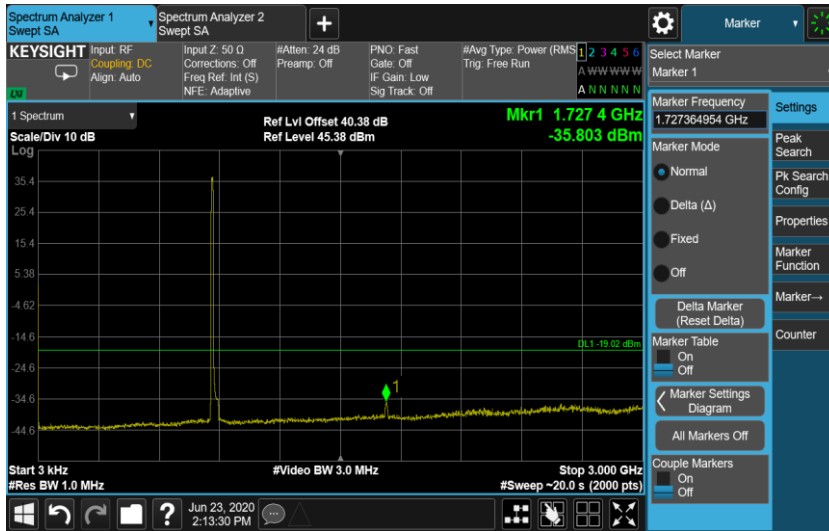 Spectrum Analyzer 1
Swept SA
Spectrum Analyzer 2
Swept SA
+
Marker
KEYSIGHT
Input: RF
Coupling: DC
Align: Auto
Input Z: 50 Ω
Corrections: Off
Freq Ref: Int (S)
NFE: Adaptive
#Atten: 24 dB
Preamp: Off
PNO: Fast
Gate: Off
IF Gain: Low
Sig Track: Off
#Avg Type: Power (RMS
Trig: Free Run
1 2 3 4 5 6
A W W W W W
A N N N N N
LXI
Select Marker
Marker 1
1 Spectrum
Scale/Div 10 dB
Log
Ref Lvl Offset 40.38 dB
Ref Level 45.38 dBm
Mkr1 1.727 4 GHz
-35.803 dBm
35.4
25.4
15.4
5.38
-4.62
-14.6
-24.6
-34.6
-44.6
DL1 -19.02 dBm
1
Start 3 kHz
#Res BW 1.0 MHz
#Video BW 3.0 MHz
Stop 3.000 GHz
#Sweep ~20.0 s (2000 pts)
Marker Frequency
1.727364954 GHz
Marker Mode
Normal
Delta (Δ)
Fixed
Off
Delta Marker
(Reset Delta)
Marker Table
On
Off
Marker Settings
Diagram
All Markers Off
Couple Markers
On
Off
Settings
Peak
Search
Pk Search
Config
Properties
Marker
Function
Marker→
Counter
?
Jun 23, 2020
2:13:30 PM